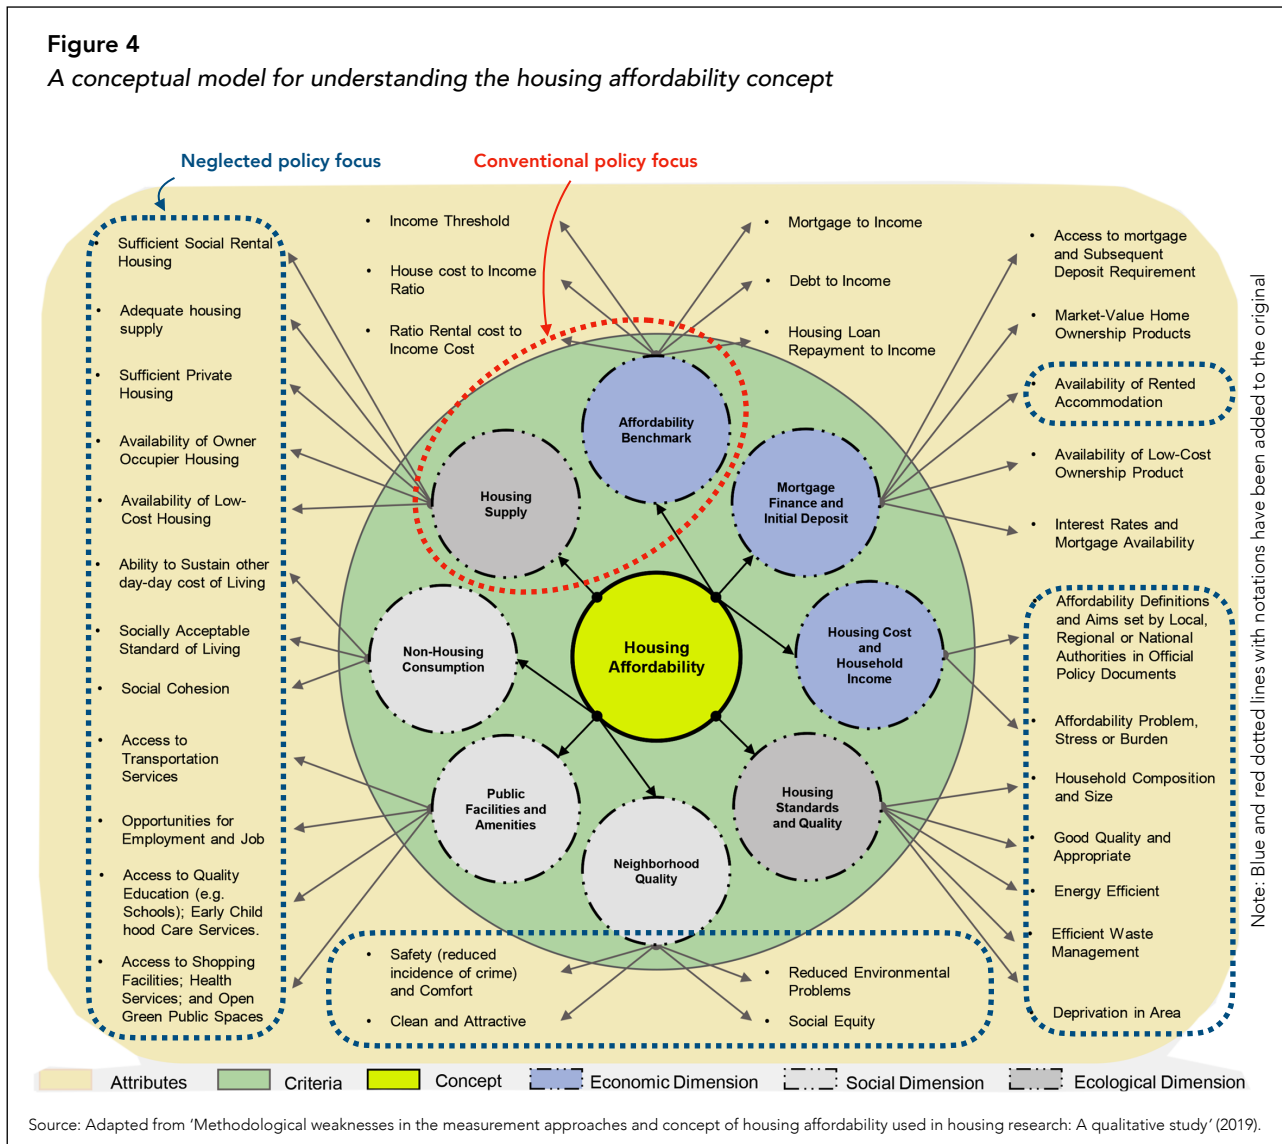 Figure 4
A conceptual model for understanding the housing affordability concept
Neglected policy focus
Conventional policy focus
• Sufficient Social Rental
Housing
• Adequate housing
supply
• Sufficient Private
Housing
• Availability of Owner
Occupier Housing
• Availability of Low-
Cost Housing
• Ability to Sustain other
day-day cost of Living
• Socially Acceptable
Standard of Living
• Social Cohesion
• Access to
Transportation
Services
• Opportunities for
Employment and Job
• Access to Quality
Education (e.g.
Schools); Early Child
hood Care Services.
• Access to Shopping
Facilities; Health
Services; and Open
Green Public Spaces
• Income Threshold
• House cost to Income
Ratio
• Ratio Rental cost to
Income Cost
• Mortgage to Income
• Debt to Income
• Housing Loan
Repayment to Income
• Access to mortgage
and Subsequent
Deposit Requirement
• Market-Value Home
Ownership Products
• Availability of Rented
Accommodation
• Availability of Low-Cost
Ownership Product
• Interest Rates and
Mortgage Availability
• Affordability Definitions
and Aims set by Local,
Regional or National
Authorities in Official
Policy Documents
• Affordability Problem,
Stress or Burden
• Household Composition
and Size
• Good Quality and
Appropriate
• Energy Efficient
• Efficient Waste
Management
Deprivation in Area
Affordability
Benchmark
Housing
Supply
Mortgage
Finance and
Initial Deposit
Housing
Affordability
Non-Housing
Consumption
Housing Cost
and
Household
Income
Public
Facilities and
Amenities
Housing
Standards
and Quality
Neighborhood
Quality
• Safety (reduced
incidence of crime)
and Comfort
• Clean and Attractive
• Reduced Environmental
Problems
• Social Equity
Note: Blue and red dotted lines with notations have been added to the original
Attributes
Criteria
Concept
Economic Dimension
Social Dimension
Ecological Dimension
Source: Adapted from ‘Methodological weaknesses in the measurement approaches and concept of housing affordability used in housing research: A qualitative study’ (2019).